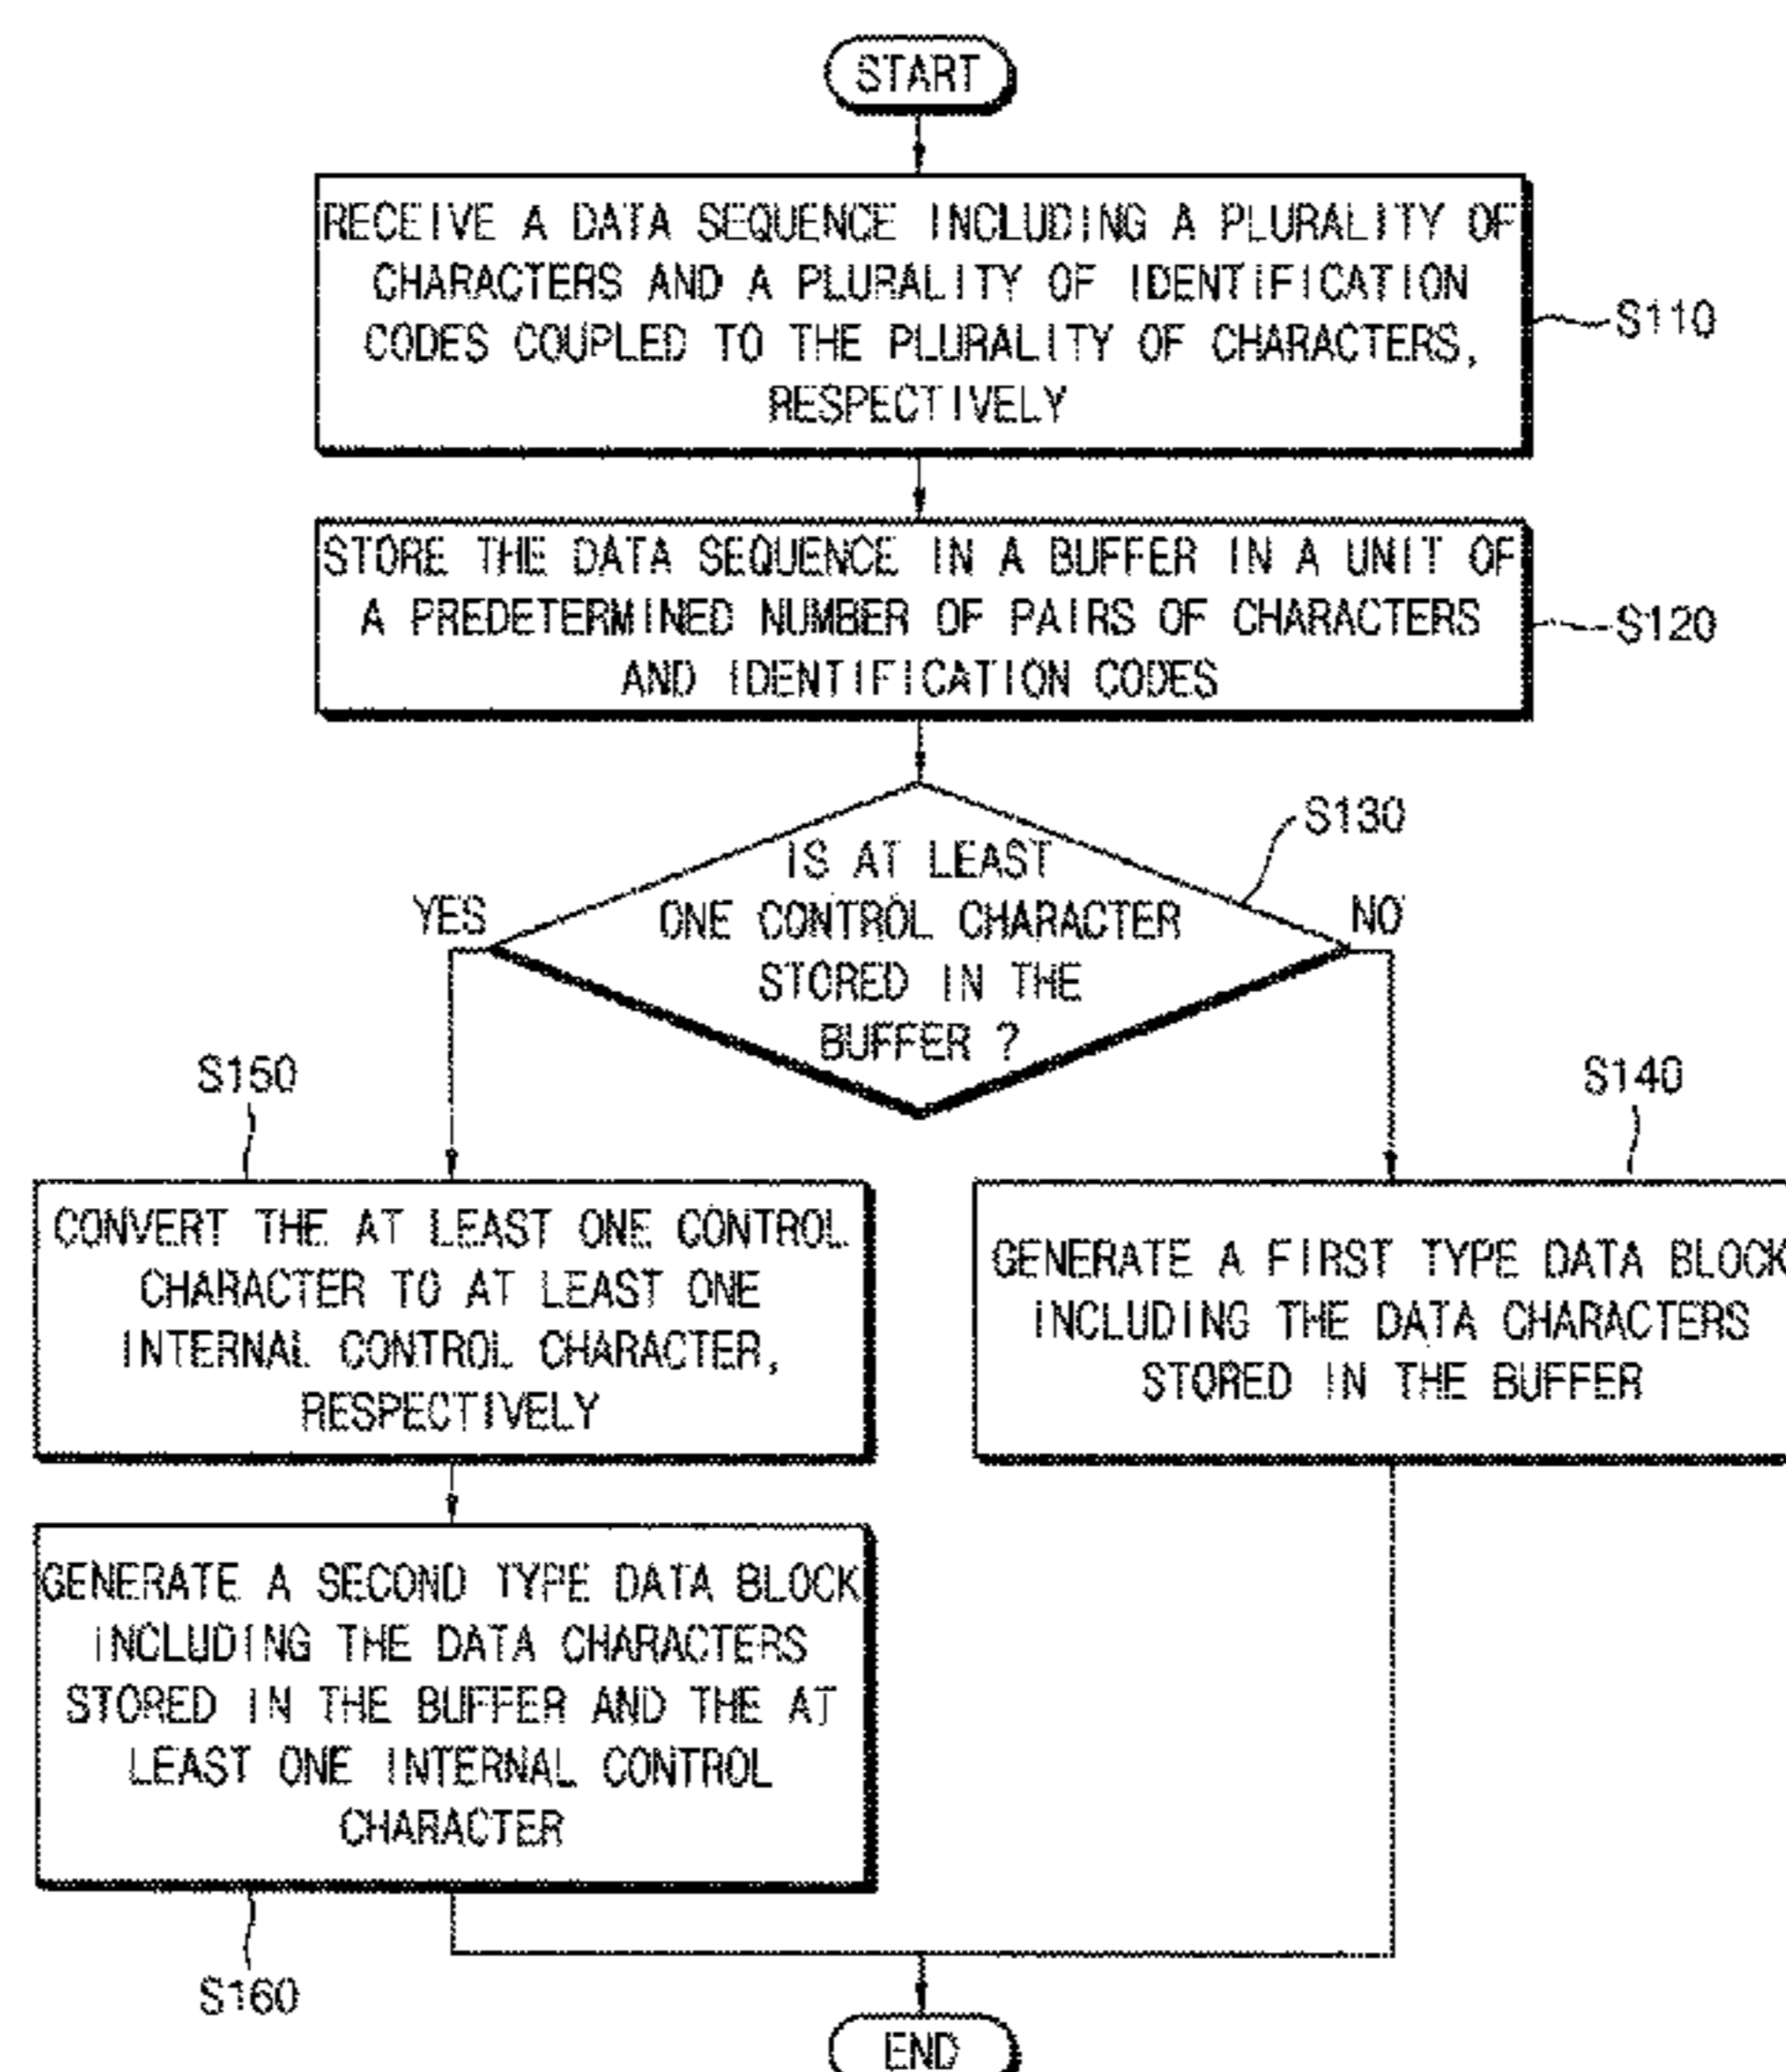 START
RECEIVE A DATA SEQUENCE INCLUDING A PLURALITY OF
CHARACTERS AND A PLURALITY OF IDENTIFICATION
CODES COUPLED TO THE PLURALITY OF CHARACTERS,
RESPECTIVELY
S110
STORE THE DATA SEQUENCE IN A BUFFER IN A UNIT OF
A PREDETERMINED NUMBER OF PAIRS OF CHARACTERS
AND IDENTIFICATION CODES
S120
S130
IS AT LEAST
ONE CONTROL CHARACTER
STORED IN THE
BUFFER ?
YES
NO
S150
CONVERT THE AT LEAST ONE CONTROL
CHARACTER TO AT LEAST ONE
INTERNAL CONTROL CHARACTER,
RESPECTIVELY
S140
GENERATE A FIRST TYPE DATA BLOCK
INCLUDING THE DATA CHARACTERS
STORED IN THE BUFFER
GENERATE A SECOND TYPE DATA BLOCK
INCLUDING THE DATA CHARACTERS
STORED IN THE BUFFER AND THE AT
LEAST ONE INTERNAL CONTROL
CHARACTER
S160
END